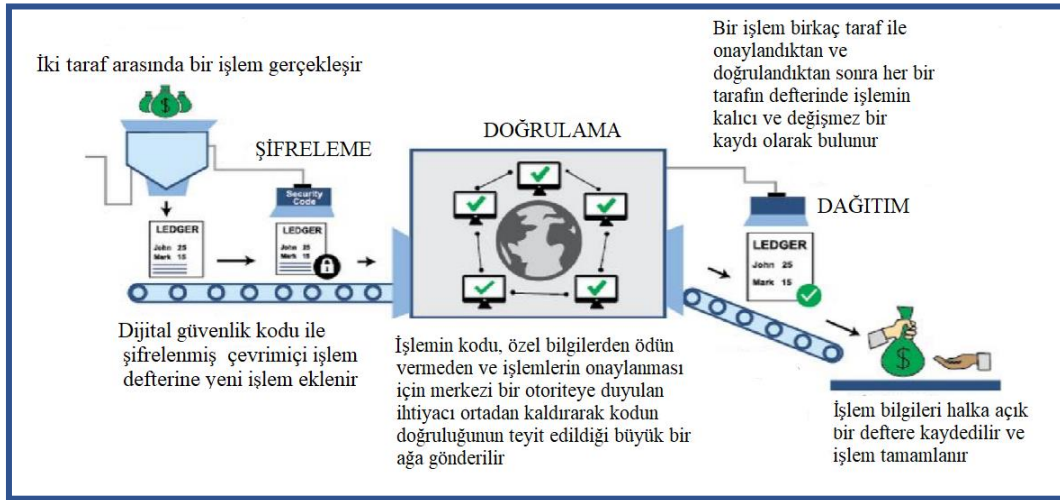 İki taraf arasında bir işlem gerçekleşir
$
ŞİFRELEME
Security
Code
LEDGER
John 25
Mark 15
LEDGER
John 25
Mark 15
Dijital güvenlik kodu ile
şifrelenmiş çevrimiçi işlem
defterine yeni işlem eklenir
DOĞRULAMA
İşlemin kodu, özel bilgilerden ödün
vermeden ve işlemlerin onaylanması
için merkezi bir otoriteye duyulan
ihtiyacı ortadan kaldırarak kodun
doğruluğunun teyit edildiği büyük bir
ağa gönderilir
Bir işlem birkaç taraf ile
onaylandıktan ve
doğrulandıktan sonra her bir
tarafın defterinde işlemin
kalıcı ve değişmez bir
kaydı olarak bulunur
DAĞITIM
LEDGER
John 25
Mark 15
$
İşlem bilgileri halka açık
bir deftere kaydedilir ve
işlem tamamlanır